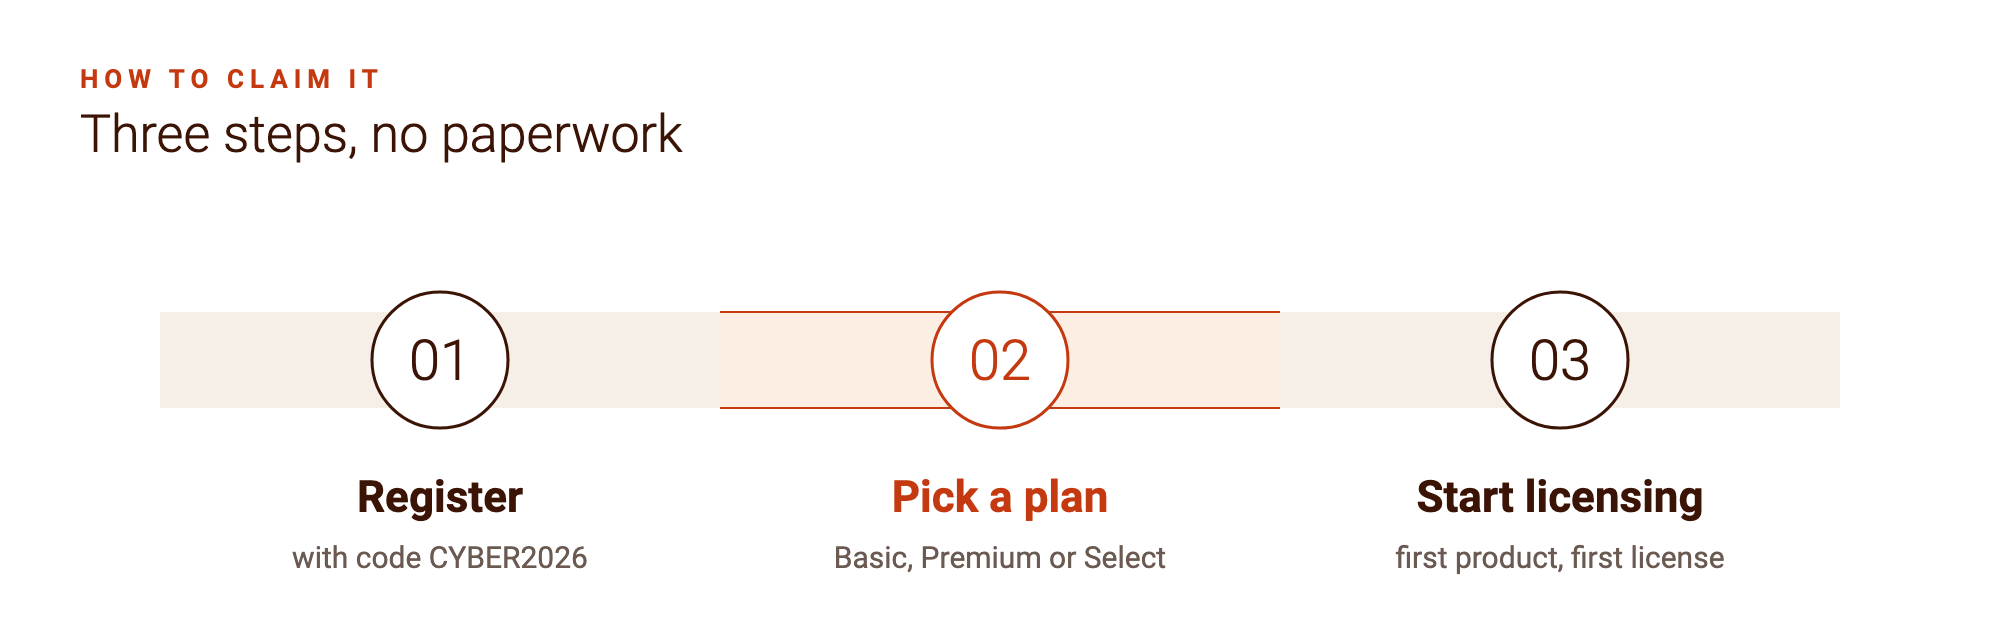 HOW TO CLAIM IT
Three steps, no paperwork
01
02
03
Register
Pick a plan
Start licensing
with code CYBER2026
Basic, Premium or Select
first product, first license